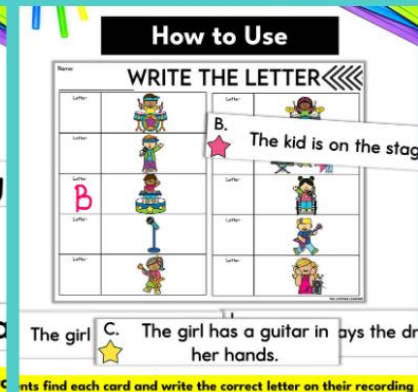 How to Use
Name:
WRITE THE LETTER
Letter:
Letter:
Letter:
B
Letter:
Letter:
Letter:
Letter:
Letter:
Letter:
B.
The kid is on the stag
The girl
C.
The girl has a guitar in
her hands.
ays the dr
nts find each card and write the correct letter on their recording